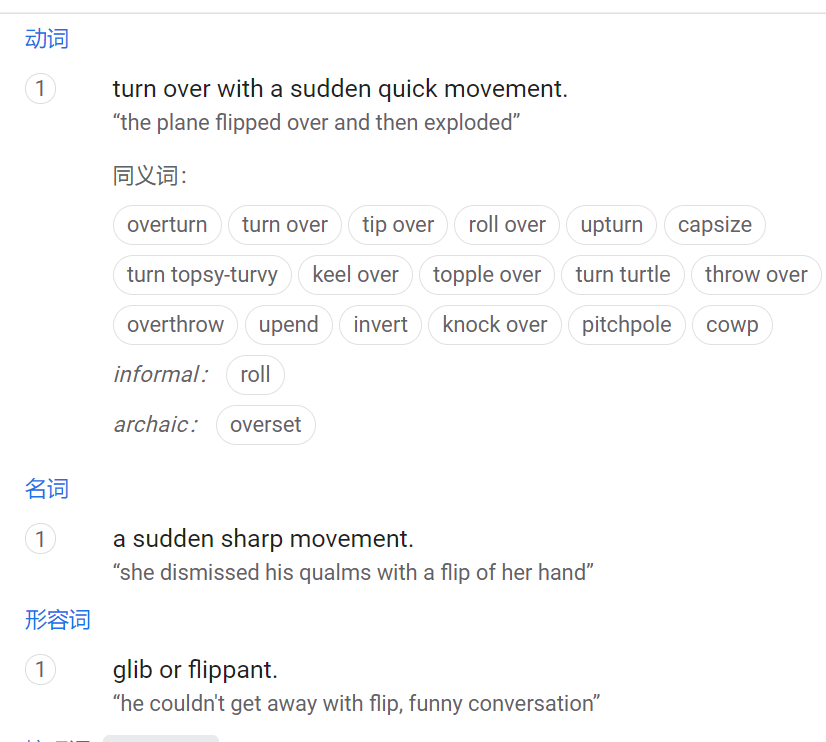 动词
1 turn over with a sudden quick movement.
“the plane flipped over and then exploded”
同义词：
overturn turn over tip over roll over upturn capsize
turn topsy-turvy keel over topple over turn turtle throw over
overthrow upend invert knock over pitchpole cowp
informal： roll
archaic： overset
名词
1 a sudden sharp movement.
“she dismissed his qualms with a flip of her hand”
形容词
1 glib or flippant.
“he couldn't get away with flip, funny conversation”